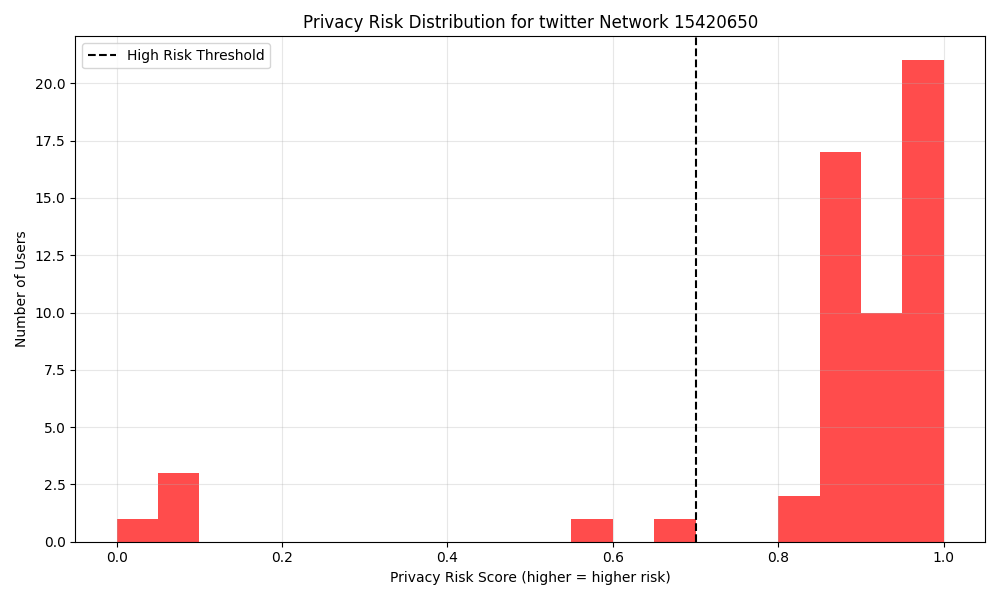 Privacy Risk Distribution for twitter Network 15420650
High Risk Threshold
20.0
17.5
15.0
12.5
10.0
7.5
5.0
2.5
0.0
Number of Users
0.0 0.2 0.4 0.6 0.8 1.0
Privacy Risk Score (higher = higher risk)